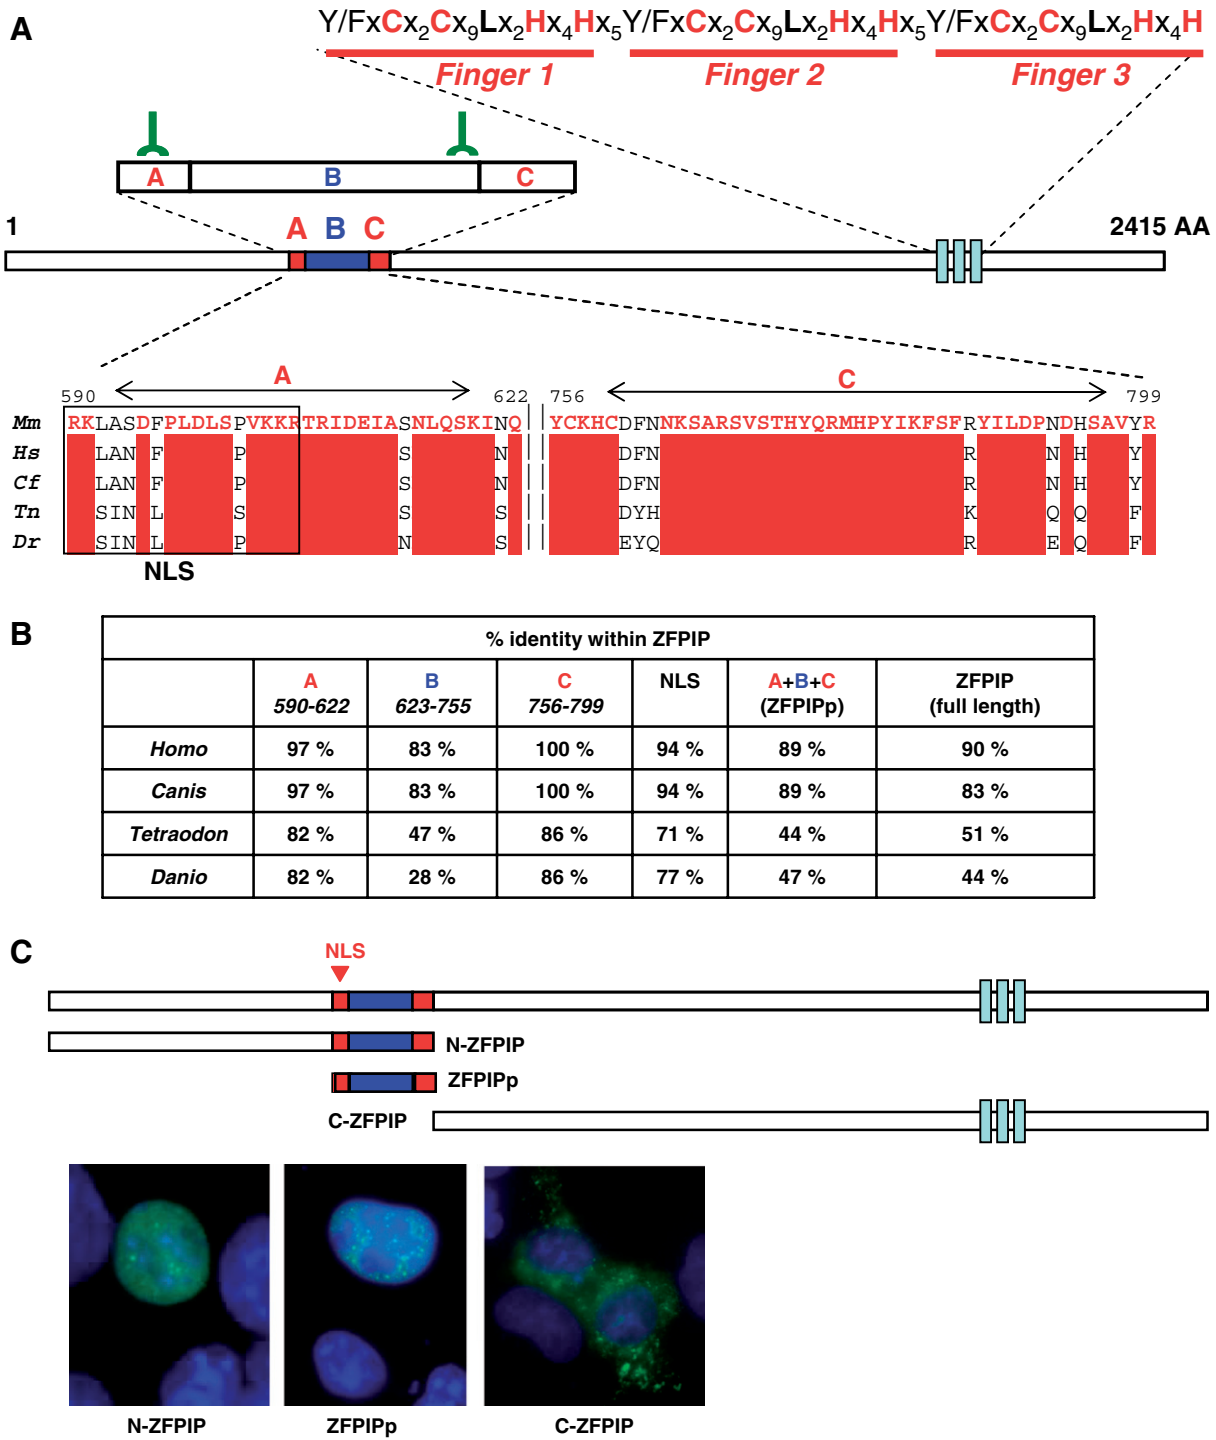 A
Y/FxCx2Cx9Lx2Hx4Hx5Y/FxCx2Cx9Lx2Hx4Hx5Y/FxCx2Cx9Lx2Hx4H
Finger 1 Finger 2 Finger 3
A B C
1 A B C 2415 AA
A C
590 622 756 799
Mm RKLASDFPLDLSPVKKRTRIDEIASNLQSKINQ YCKHCDFNNKSARSVSTHYQRMHPYIKFSFRYILDPNDHSAVYR
Hs LAN F P S N DFN R N H Y
Cf LAN F P S N DFN R N H Y
Tn SIN L S S S DYH K Q Q F
Dr SIN L P N S EYQ R E Q F
NLS
B
% identity within ZFPIP
A B C NLS A+B+C ZFPIP
590-622 623-755 756-799 (ZFPIPp) (full length)
Homo 97 % 83 % 100 % 94 % 89 % 90 %
Canis 97 % 83 % 100 % 94 % 89 % 83 %
Tetraodon 82 % 47 % 86 % 71 % 44 % 51 %
Danio 82 % 28 % 86 % 77 % 47 % 44 %
C
NLS
N-ZFPIP
ZFPIPp
C-ZFPIP
N-ZFPIP ZFPIPp C-ZFPIP